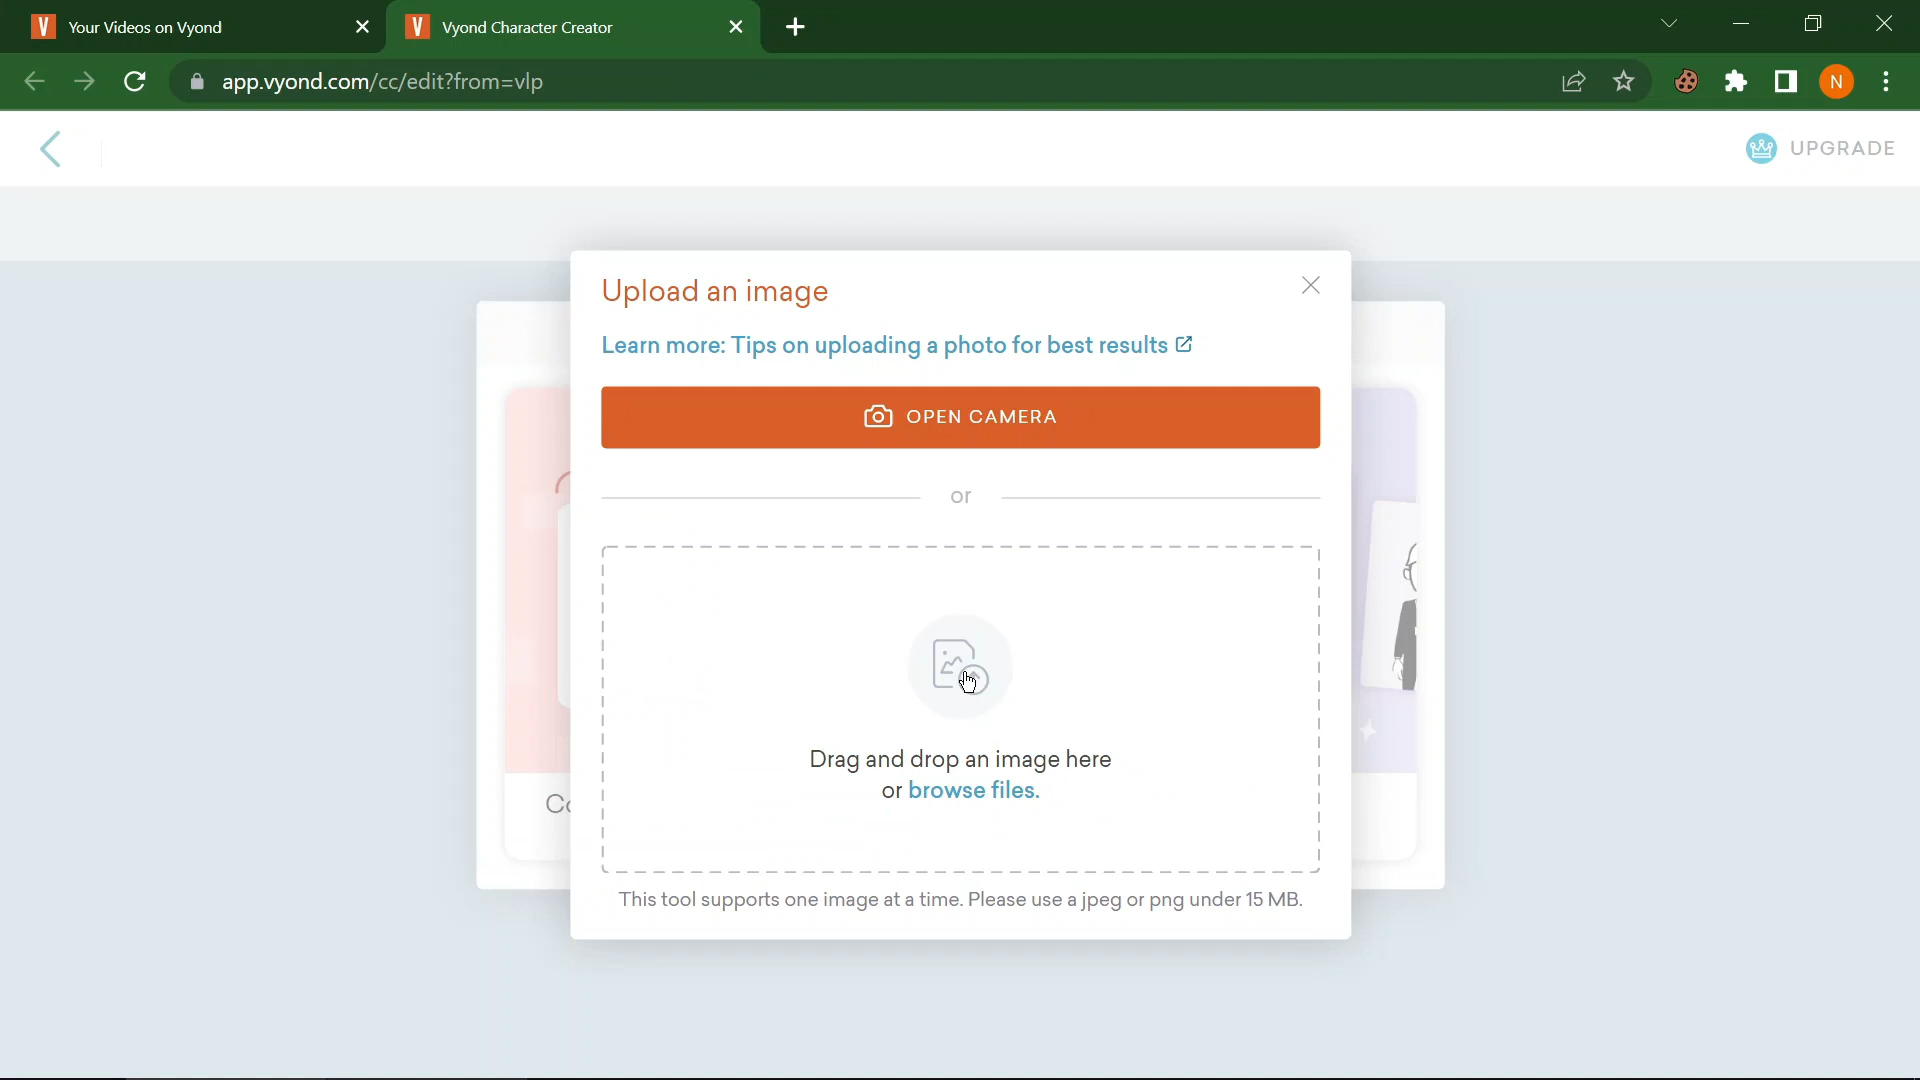 Your Videos on Vyond
Vyond Character Creator
app.vyond.com/cc/edit?from=vlp
N
UPGRADE
Upload an image
Learn more: Tips on uploading a photo for best results
OPEN CAMERA
or
Drag and drop an image here
or browse files.
This tool supports one image at a time. Please use a jpeg or png under 15 MB.